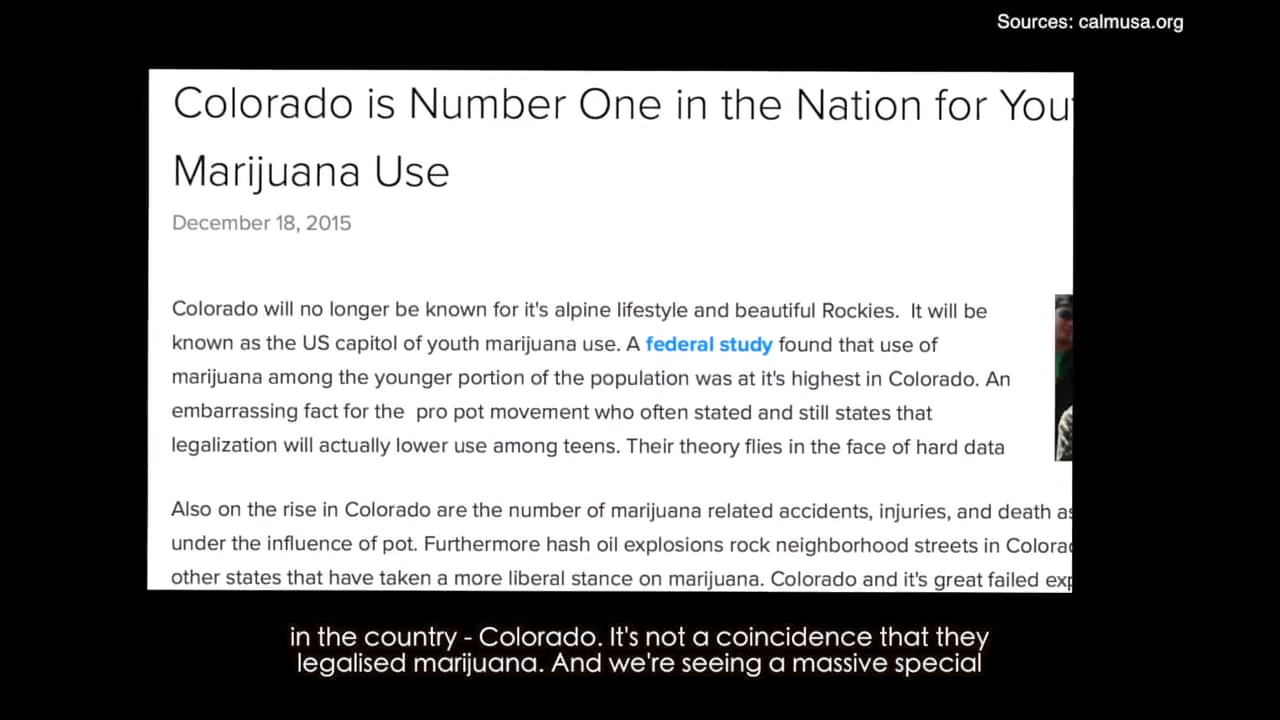 Sources: calmusa.org
Colorado is Number One in the Nation for You
Marijuana Use
December 18, 2015
Colorado will no longer be known for it's alpine lifestyle and beautiful Rockies. It will be
known as the US capitol of youth marijuana use. A federal study found that use of
marijuana among the younger portion of the population was at it's highest in Colorado. An
embarrassing fact for the pro pot movement who often stated and still states that
legalization will actually lower use among teens. Their theory flies in the face of hard data
Also on the rise in Colorado are the number of marijuana related accidents, injuries, and death as
under the influence of pot. Furthermore hash oil explosions rock neighborhood streets in Colorad
other states that have taken a more liberal stance on marijuana. Colorado and it's great failed exp
in the country - Colorado. It's not a coincidence that they
legalised marijuana. And we're seeing a massive special